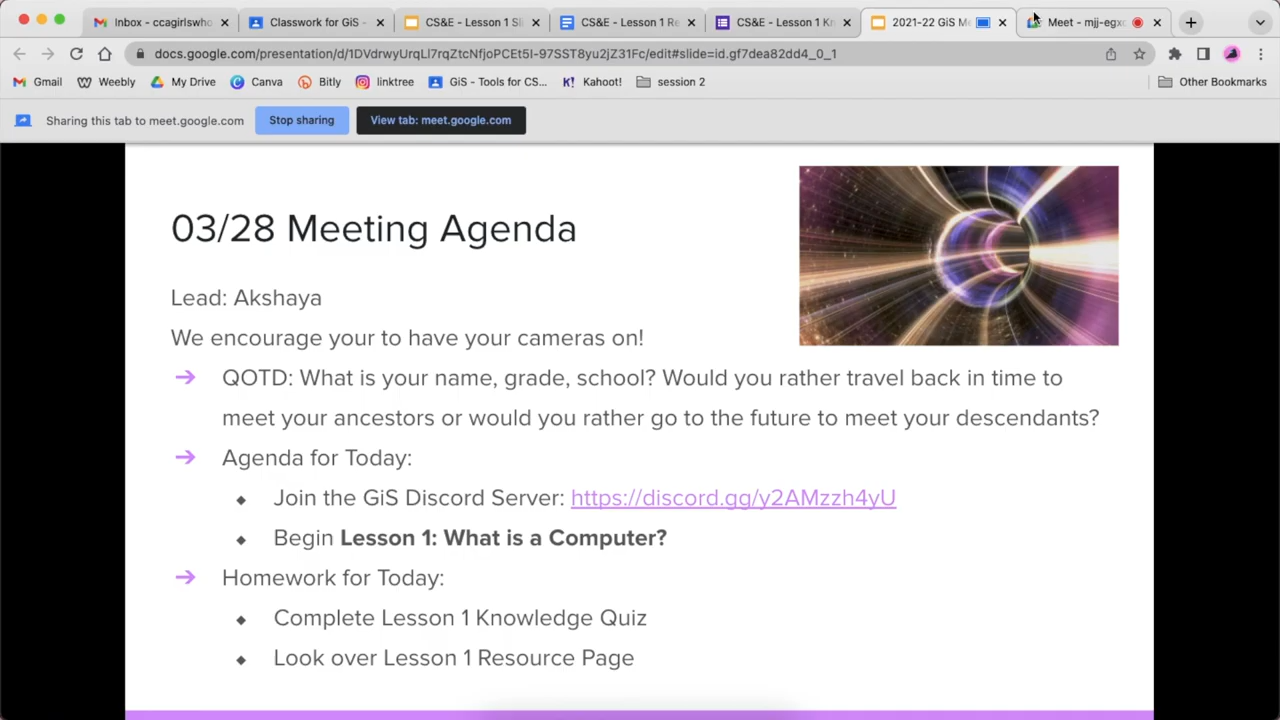 Inbox - ccagirlswho
Classwork for GiS -
CS&E - Lesson 1 Sli
CS&E - Lesson 1 Re
CS&E - Lesson 1 Kn
2021-22 GiS Me
Meet - mjj-egx
docs.google.com/presentation/d/1DVdrwyUrqLl7rqZtcNfjoPCEt5I-97SST8yu2jZ31Fc/edit#slide=id.gf7dea82dd4_0_1
Gmail
Weebly
My Drive
Canva
Bitly
linktree
GiS - Tools for CS...
Kahoot!
session 2
Other Bookmarks
Sharing this tab to meet.google.com
Stop sharing
View tab: meet.google.com
03/28 Meeting Agenda
Lead: Akshaya
We encourage your to have your cameras on!
QOTD: What is your name, grade, school? Would you rather travel back in time to
meet your ancestors or would you rather go to the future to meet your descendants?
Agenda for Today:
Join the GiS Discord Server: https://discord.gg/y2AMzzh4yU
Begin Lesson 1: What is a Computer?
Homework for Today:
Complete Lesson 1 Knowledge Quiz
Look over Lesson 1 Resource Page